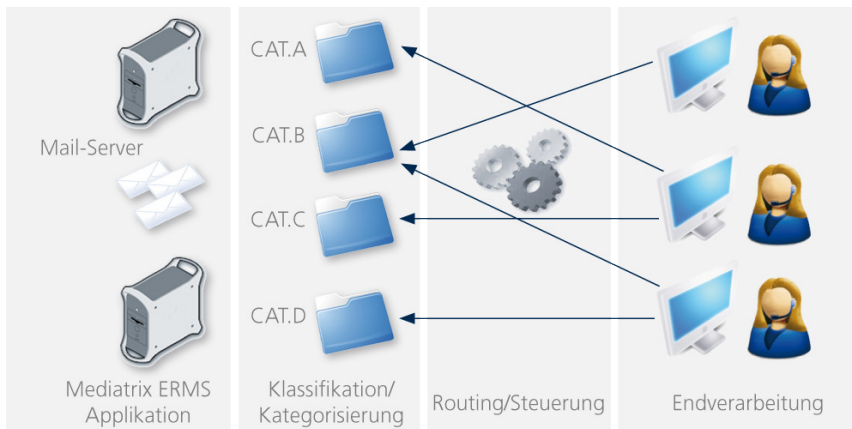 Mail-Server
Mediatrix ERMS
Applikation
CAT.A
CAT.B
CAT.C
CAT.D
Klassifikation/
Kategorisierung
Routing/Steuerung
Endverarbeitung